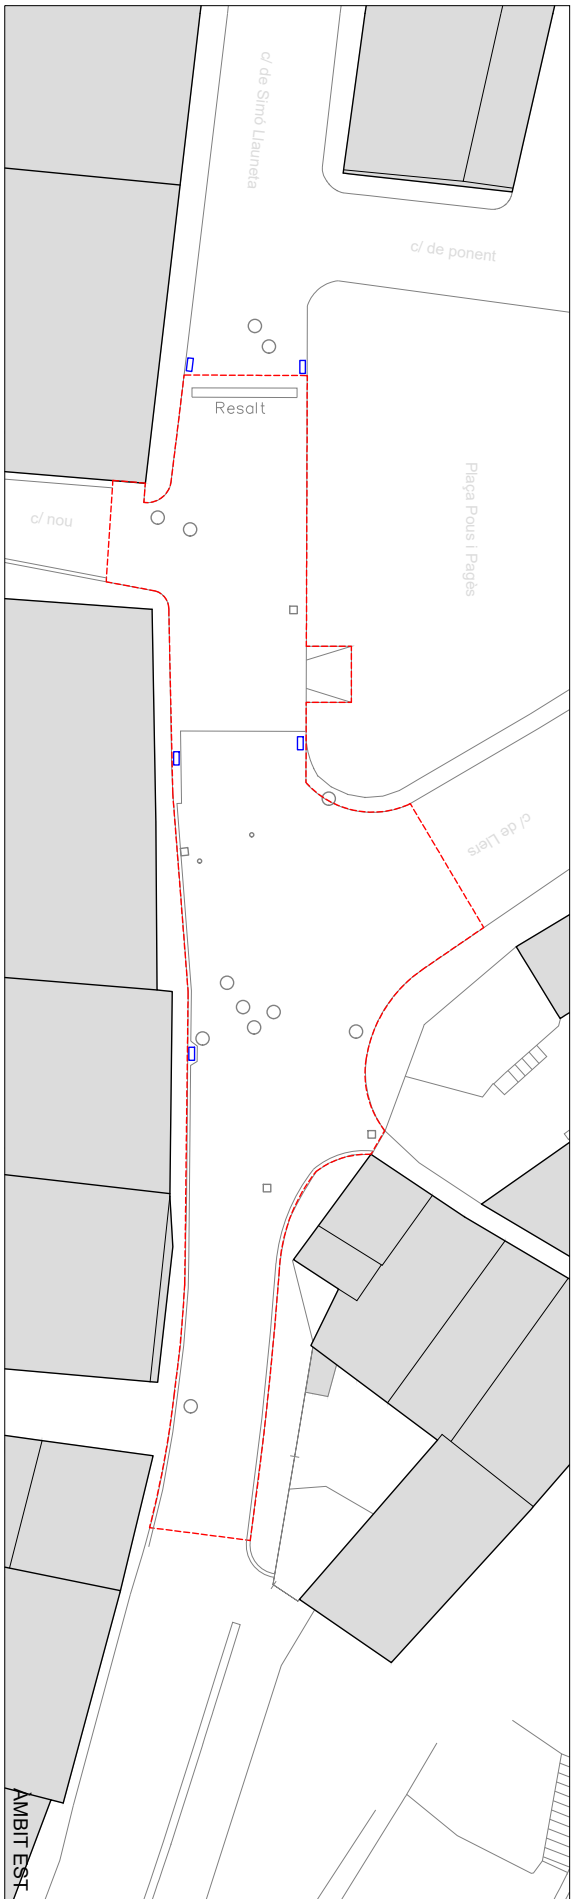 c/ de Simó Llauneta
c/ de ponent
Resalt
Plaça Pous i Pagès
c/ nou
c/ de Llers
ÀMBIT EST